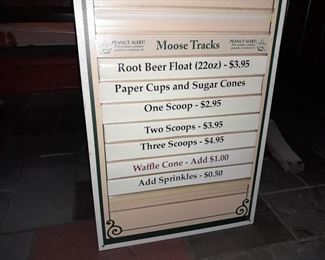 PEANUT ALERT!
Moose Tracks
PEANUT ALERT!
Root Beer Float (22oz) - $3.95
Paper Cups and Sugar Cones
One Scoop - $2.95
Two Scoops - $3.95
Three Scoops - $4.95
Waffle Cone - Add $1.00
Add Sprinkles - $0.50